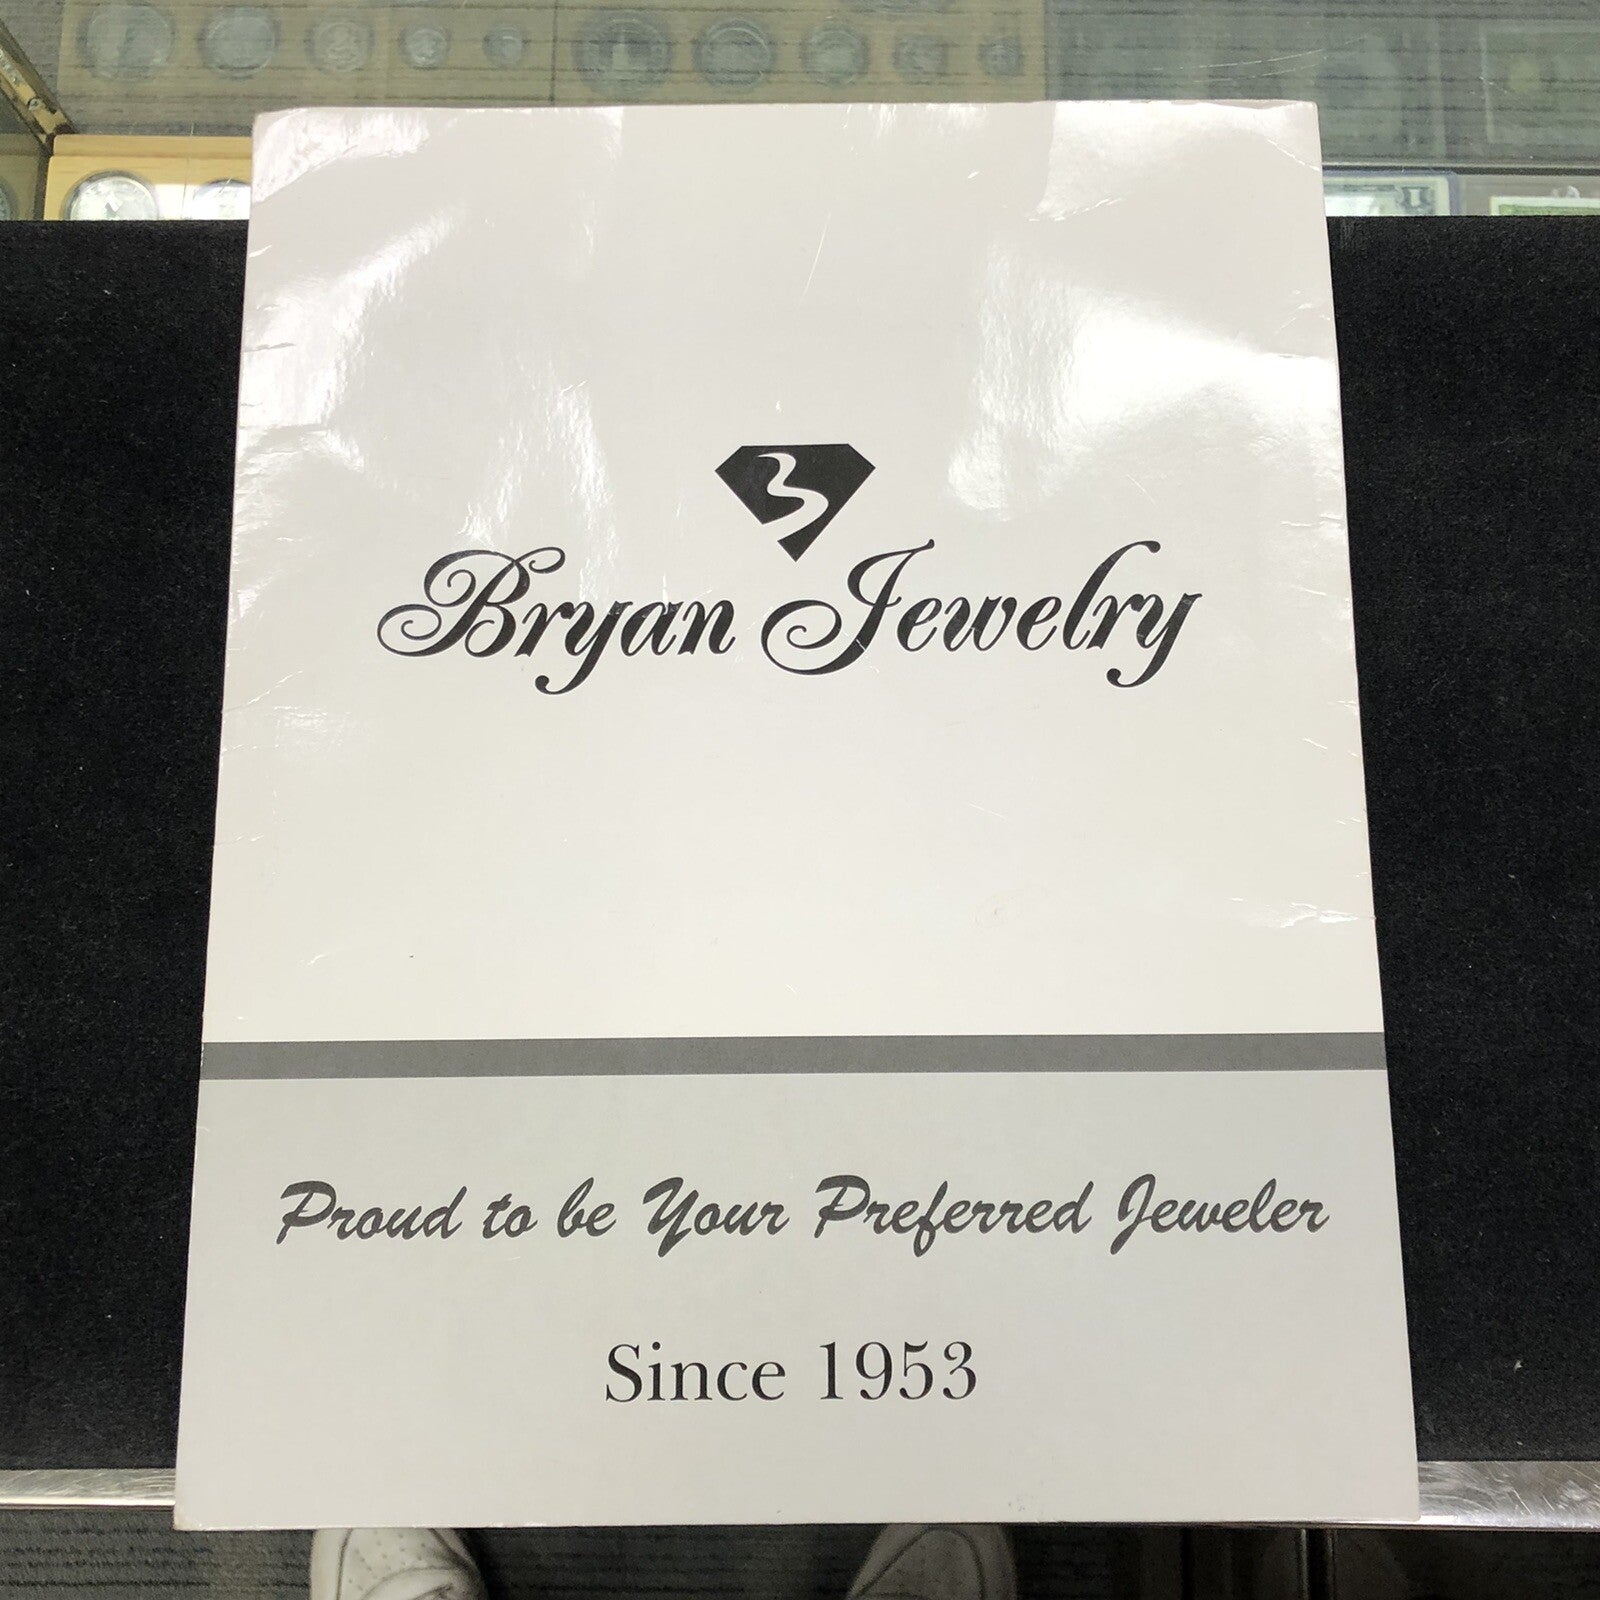 Bryan Jewelry
Proud to be Your Preferred Jeweler
Since 1953